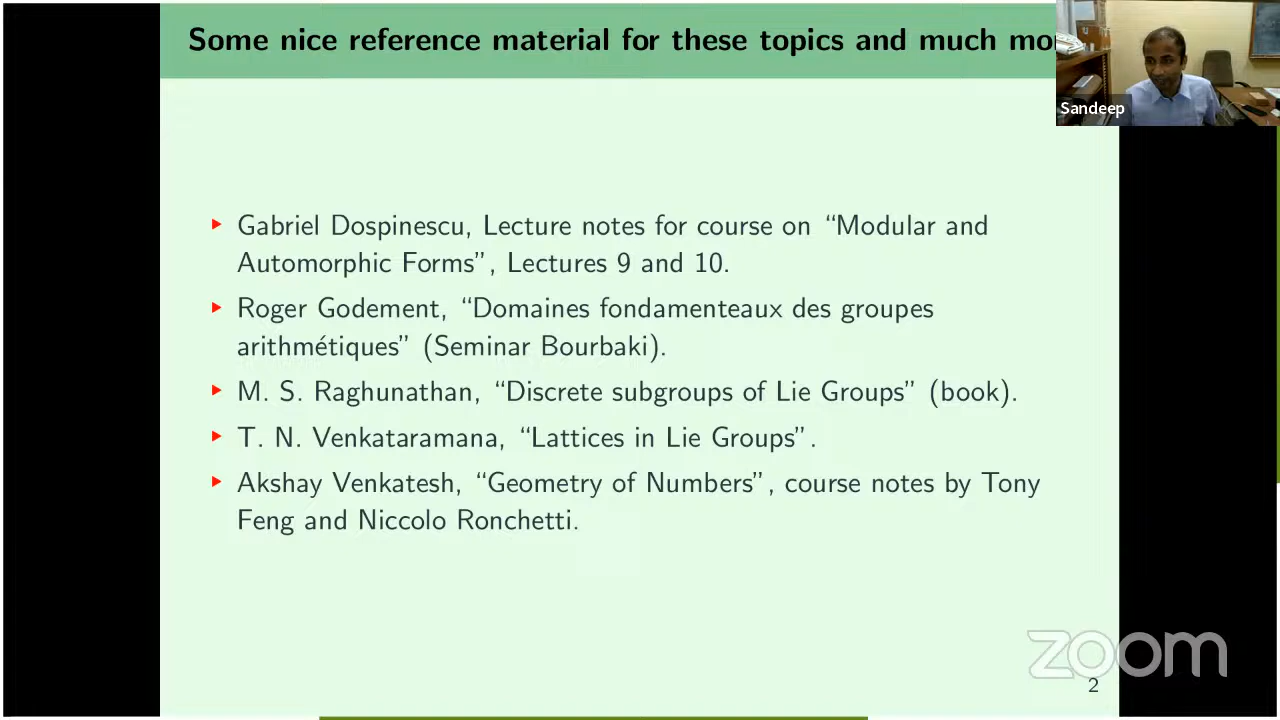 Some nice reference material for these topics and much mo
Sandeep
▸ Gabriel Dospinescu, Lecture notes for course on “Modular and
Automorphic Forms”, Lectures 9 and 10.
▸ Roger Godement, “Domaines fondamenteaux des groupes
arithmétiques” (Seminar Bourbaki).
▸ M. S. Raghunathan, “Discrete subgroups of Lie Groups” (book).
▸ T. N. Venkataramana, “Lattices in Lie Groups”.
▸ Akshay Venkatesh, “Geometry of Numbers”, course notes by Tony
Feng and Niccolo Ronchetti.
zoom
2